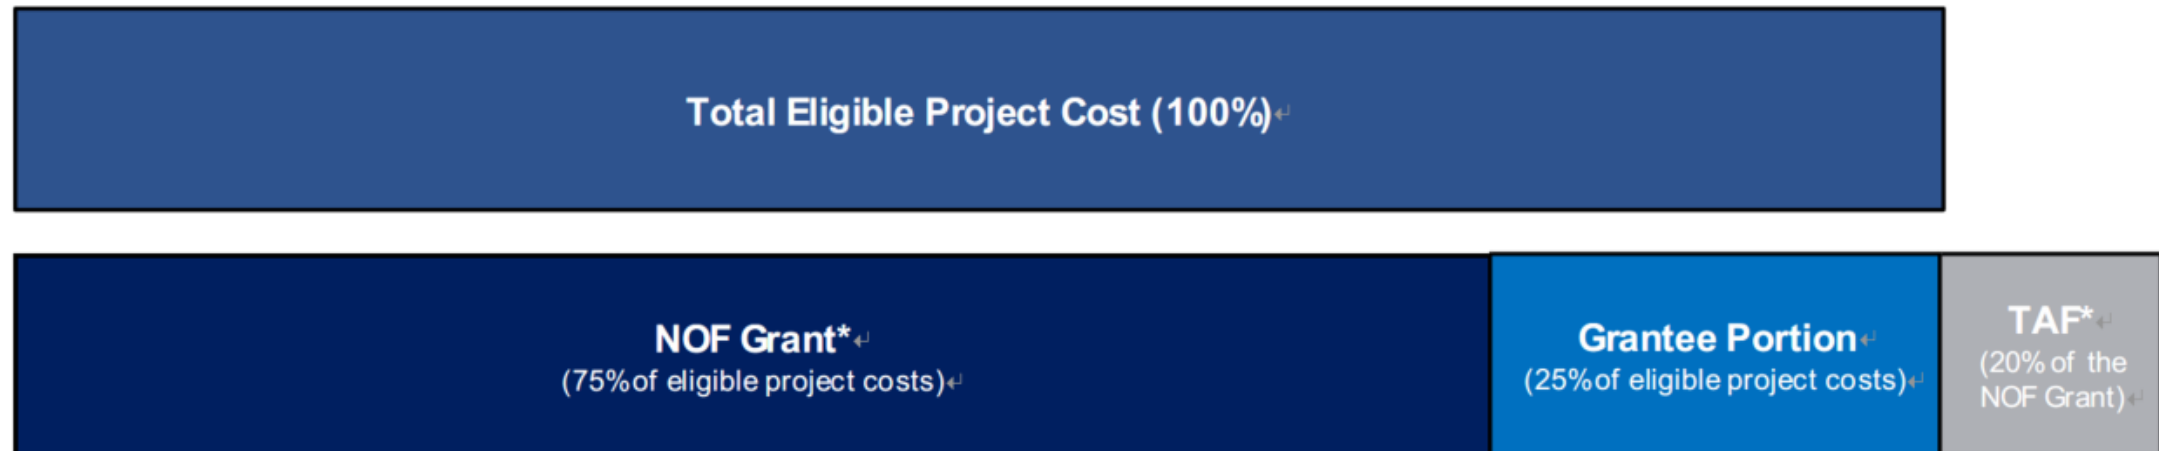 Total Eligible Project Cost (100%)↵
NOF Grant*↵
(75% of eligible project costs)↵
Grantee Portion↵
(25% of eligible project costs)↵
TAF*↵
(20% of the
NOF Grant)↵